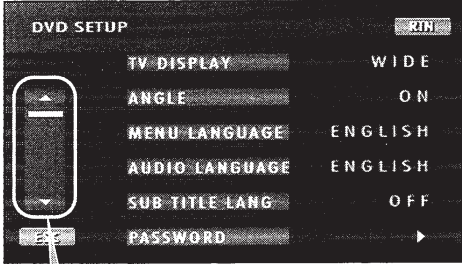 DVD SETUP RTN
TV DISPLAY WIDE
ANGLE ON
MENU LANGUAGE ENGLISH
AUDIO LANGUAGE ENGLISH
SUB TITLE LANG OFF
ESC PASSWORD